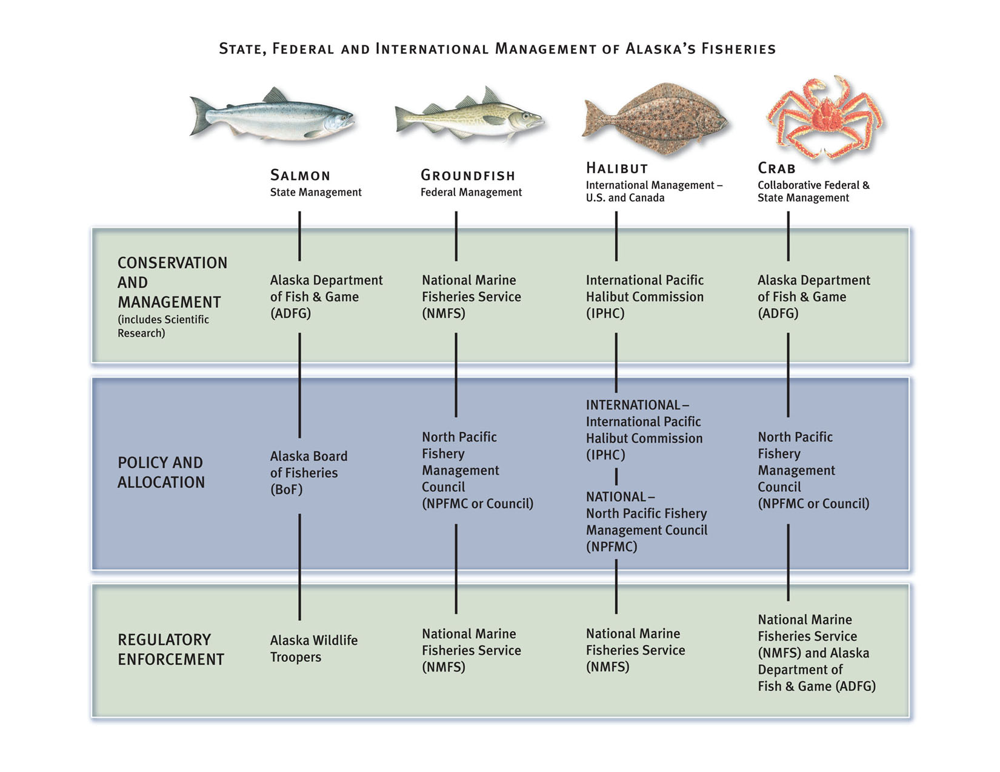 STATE, FEDERAL AND INTERNATIONAL MANAGEMENT OF ALASKA'S FISHERIES
SALMON
State Management
GROUNDFISH
Federal Management
HALIBUT
International Management –
U.S. and Canada
CRAB
Collaborative Federal &
State Management
CONSERVATION
AND
MANAGEMENT
(includes Scientific
Research)
Alaska Department
of Fish & Game
(ADFG)
National Marine
Fisheries Service
(NMFS)
International Pacific
Halibut Commission
(IPHC)
Alaska Department
of Fish & Game
(ADFG)
POLICY AND
ALLOCATION
Alaska Board
of Fisheries
(BoF)
North Pacific
Fishery
Management
Council
(NPFMC or Council)
INTERNATIONAL –
International Pacific
Halibut Commission
(IPHC)
NATIONAL –
North Pacific Fishery
Management Council
(NPFMC)
North Pacific
Fishery
Management
Council
(NPFMC or Council)
REGULATORY
ENFORCEMENT
Alaska Wildlife
Troopers
National Marine
Fisheries Service
(NMFS)
National Marine
Fisheries Service
(NMFS)
National Marine
Fisheries Service
(NMFS) and Alaska
Department of
Fish & Game (ADFG)